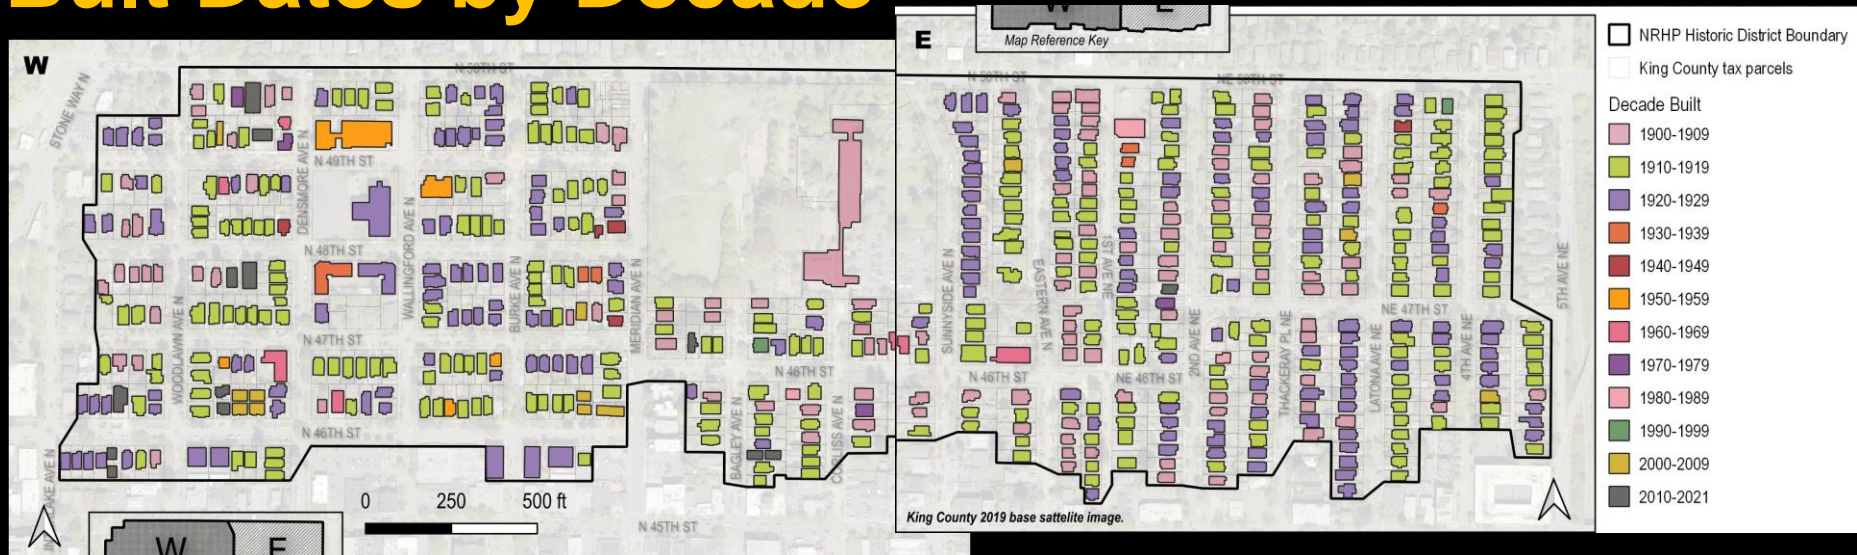 Built Dates by Decade
W
E
W E
Map Reference Key
STONE WAY N
N 50TH ST
N 50TH ST
NE 50TH ST
DENSMORE AVE N
N 49TH ST
WALLINGFORD AVE N
N 48TH ST
BURKE AVE N
MERIDIAN AVE N
WOODLAWN AVE N
N 47TH ST
N 46TH ST
N 46TH ST
BAGLEY AVE N
CORLISS AVE N
N 45TH ST
SUNNYSIDE AVE N
EASTERN AVE N
1ST AVE NE
N 46TH ST
NE 46TH ST
2ND AVE NE
THACKERAY PL NE
LATONA AVE NE
NE 47TH ST
4TH AVE NE
5TH AVE NE
0 250 500 ft
W E
King County 2019 base sattelite image.
NRHP Historic District Boundary
King County tax parcels
Decade Built
1900-1909
1910-1919
1920-1929
1930-1939
1940-1949
1950-1959
1960-1969
1970-1979
1980-1989
1990-1999
2000-2009
2010-2021